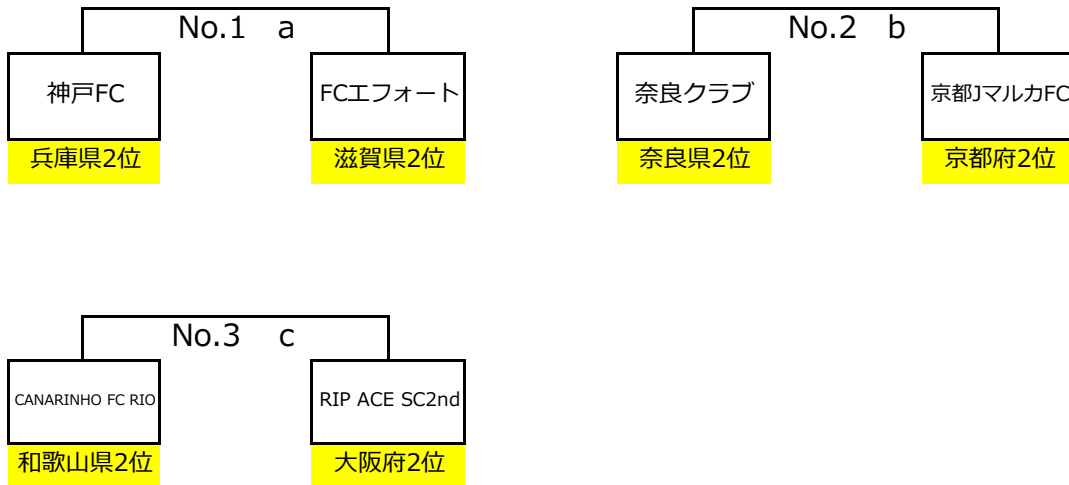 No.1 a
No.2 b
神戸FC
FCエフォート
奈良クラブ
京都JマルカFC
兵庫県2位
滋賀県2位
奈良県2位
京都府2位
No.3 c
CANARINHO FC RIO
RIP ACE SC2nd
和歌山県2位
大阪府2位